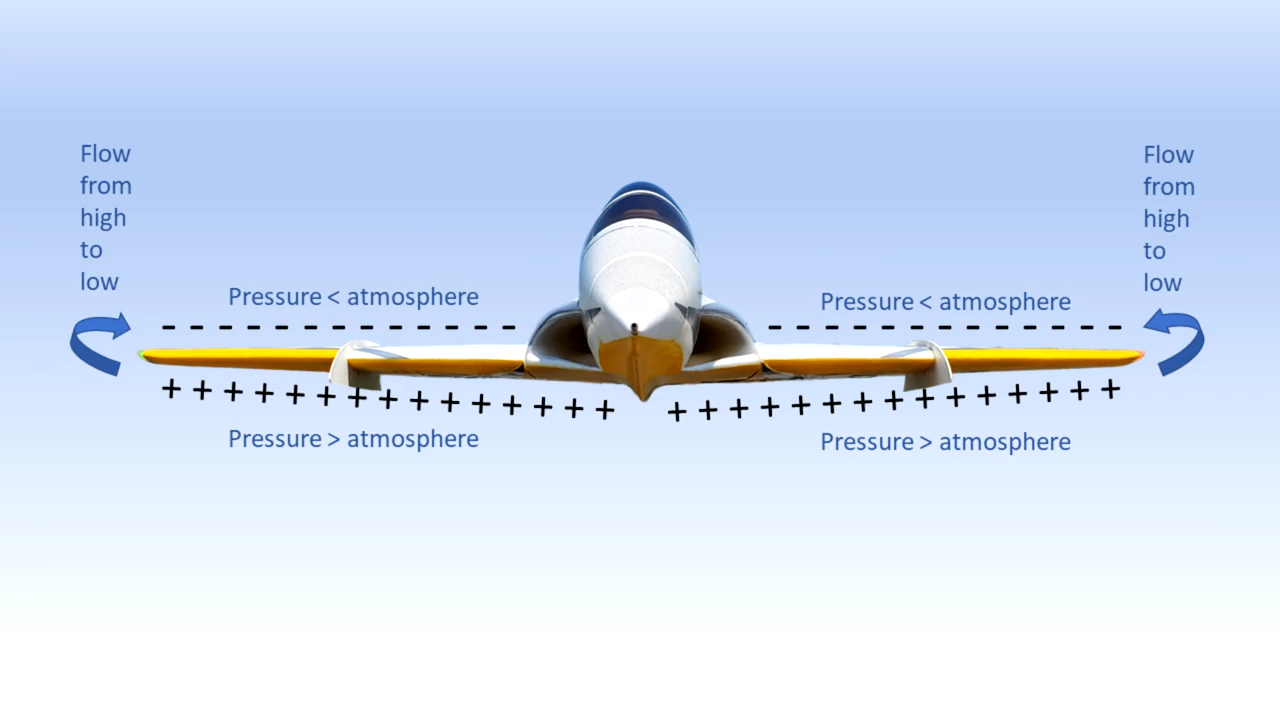 Flow
from
high
to
low
Flow
from
high
to
low
Pressure < atmosphere
Pressure < atmosphere
- - - - - - - - - - - - -
- - - - - - - - - - - - -
+ + + + + + + + + + + + + + +
+ + + + + + + + + + + + + + +
Pressure > atmosphere
Pressure > atmosphere